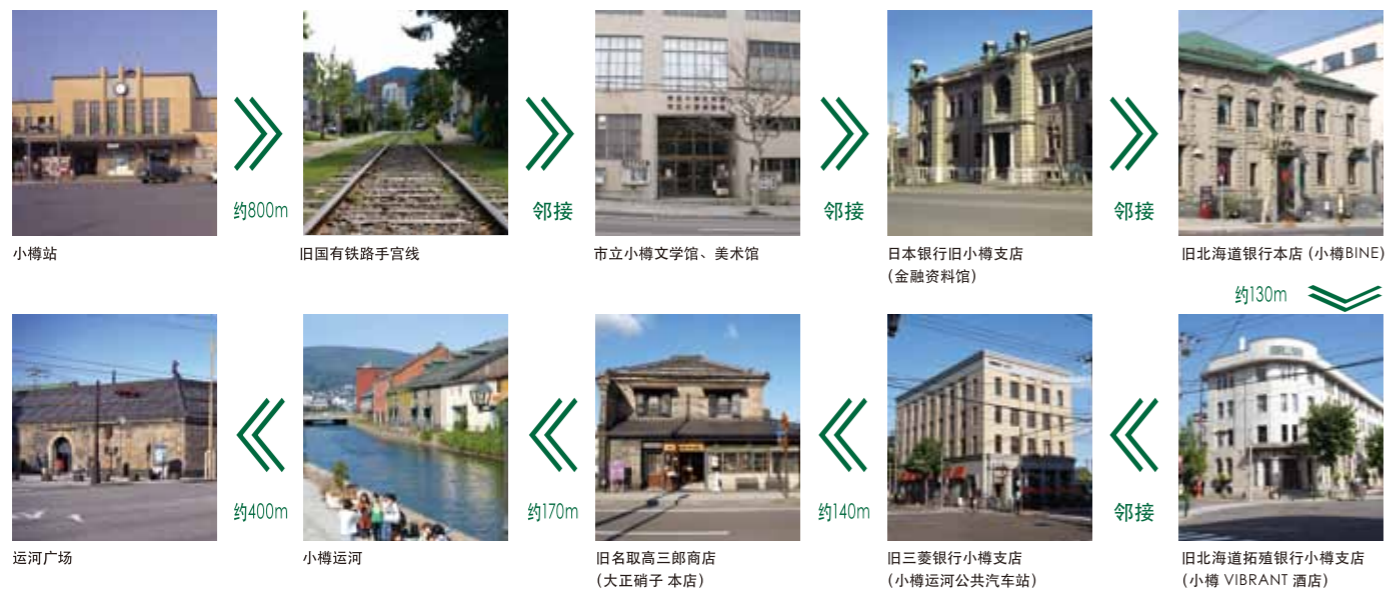 约800m
邻接
邻接
邻接
小樽站
旧国有铁路手宫线
市立小樽文学馆、美术馆
日本银行旧小樽支店
(金融资料馆)
旧北海道银行本店 (小樽BINE)
约130m
邻接
约140m
约170m
约400m
旧北海道拓殖银行小樽支店
(小樽 VIBRANT 酒店)
旧三菱银行小樽支店
(小樽运河公共汽车站)
旧名取高三郎商店
(大正硝子 本店)
小樽运河
运河广场